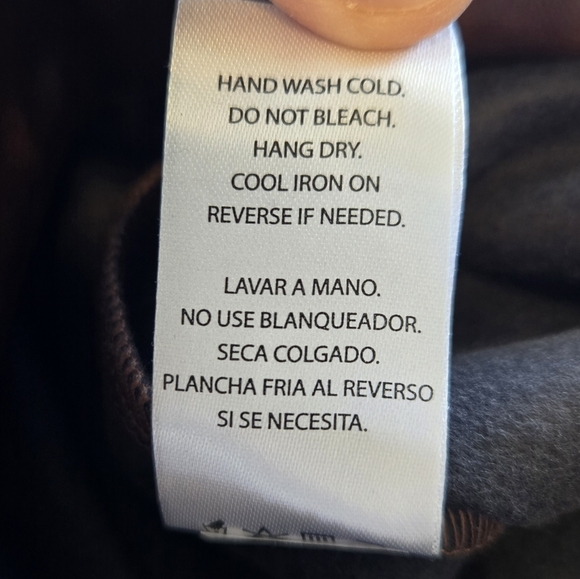 HAND WASH COLD.
DO NOT BLEACH.
HANG DRY.
COOL IRON ON
REVERSE IF NEEDED.
LAVAR A MANO.
NO USE BLANQUEADOR.
SECA COLGADO.
PLANCHA FRIA AL REVERSO
SI SE NECESITA.